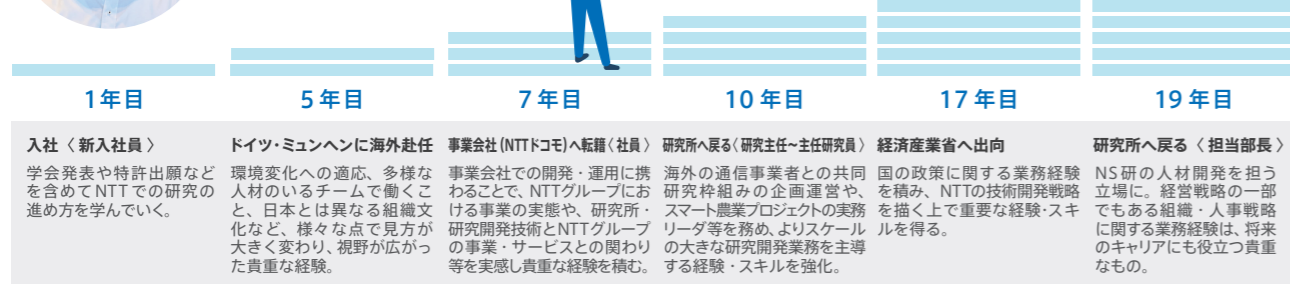 1年目
入社〈 新入社員 〉
学会発表や特許出願など
を含めてNTTでの研究の
進め方を学んでいく。
5年目
ドイツ・ミュンヘンに海外赴任
環境変化への適応、多様な
人材のいるチームで働くこ
と、日本とは異なる組織文
化など、様々な点で見方が
大きく変わり、視野が広がっ
た貴重な経験。
7年目
事業会社(NTTドコモ)へ転籍〈 社員 〉
事業会社での開発・運用に携
わることで、NTTグループにお
ける事業の実態や、研究所・
研究開発技術とNTTグループ
の事業・サービスとの関わり
等を実感し貴重な経験を積む。
10年目
研究所へ戻る〈 研究主任~主任研究員 〉
海外の通信事業者との共同
研究枠組みの企画運営や、
スマート農業プロジェクトの実務
リーダ等を務め、よりスケール
の大きな研究開発業務を主導
する経験・スキルを強化。
17年目
経済産業省へ出向
国の政策に関する業務経験
を積み、NTTの技術開発戦略
を描く上で重要な経験・スキ
ルを得る。
19年目
研究所へ戻る〈 担当部長 〉
NS研の人材開発を担う
立場に。経営戦略の一部
でもある組織・人事戦略
に関する業務経験は、将来
のキャリアにも役立つ貴重
なもの。